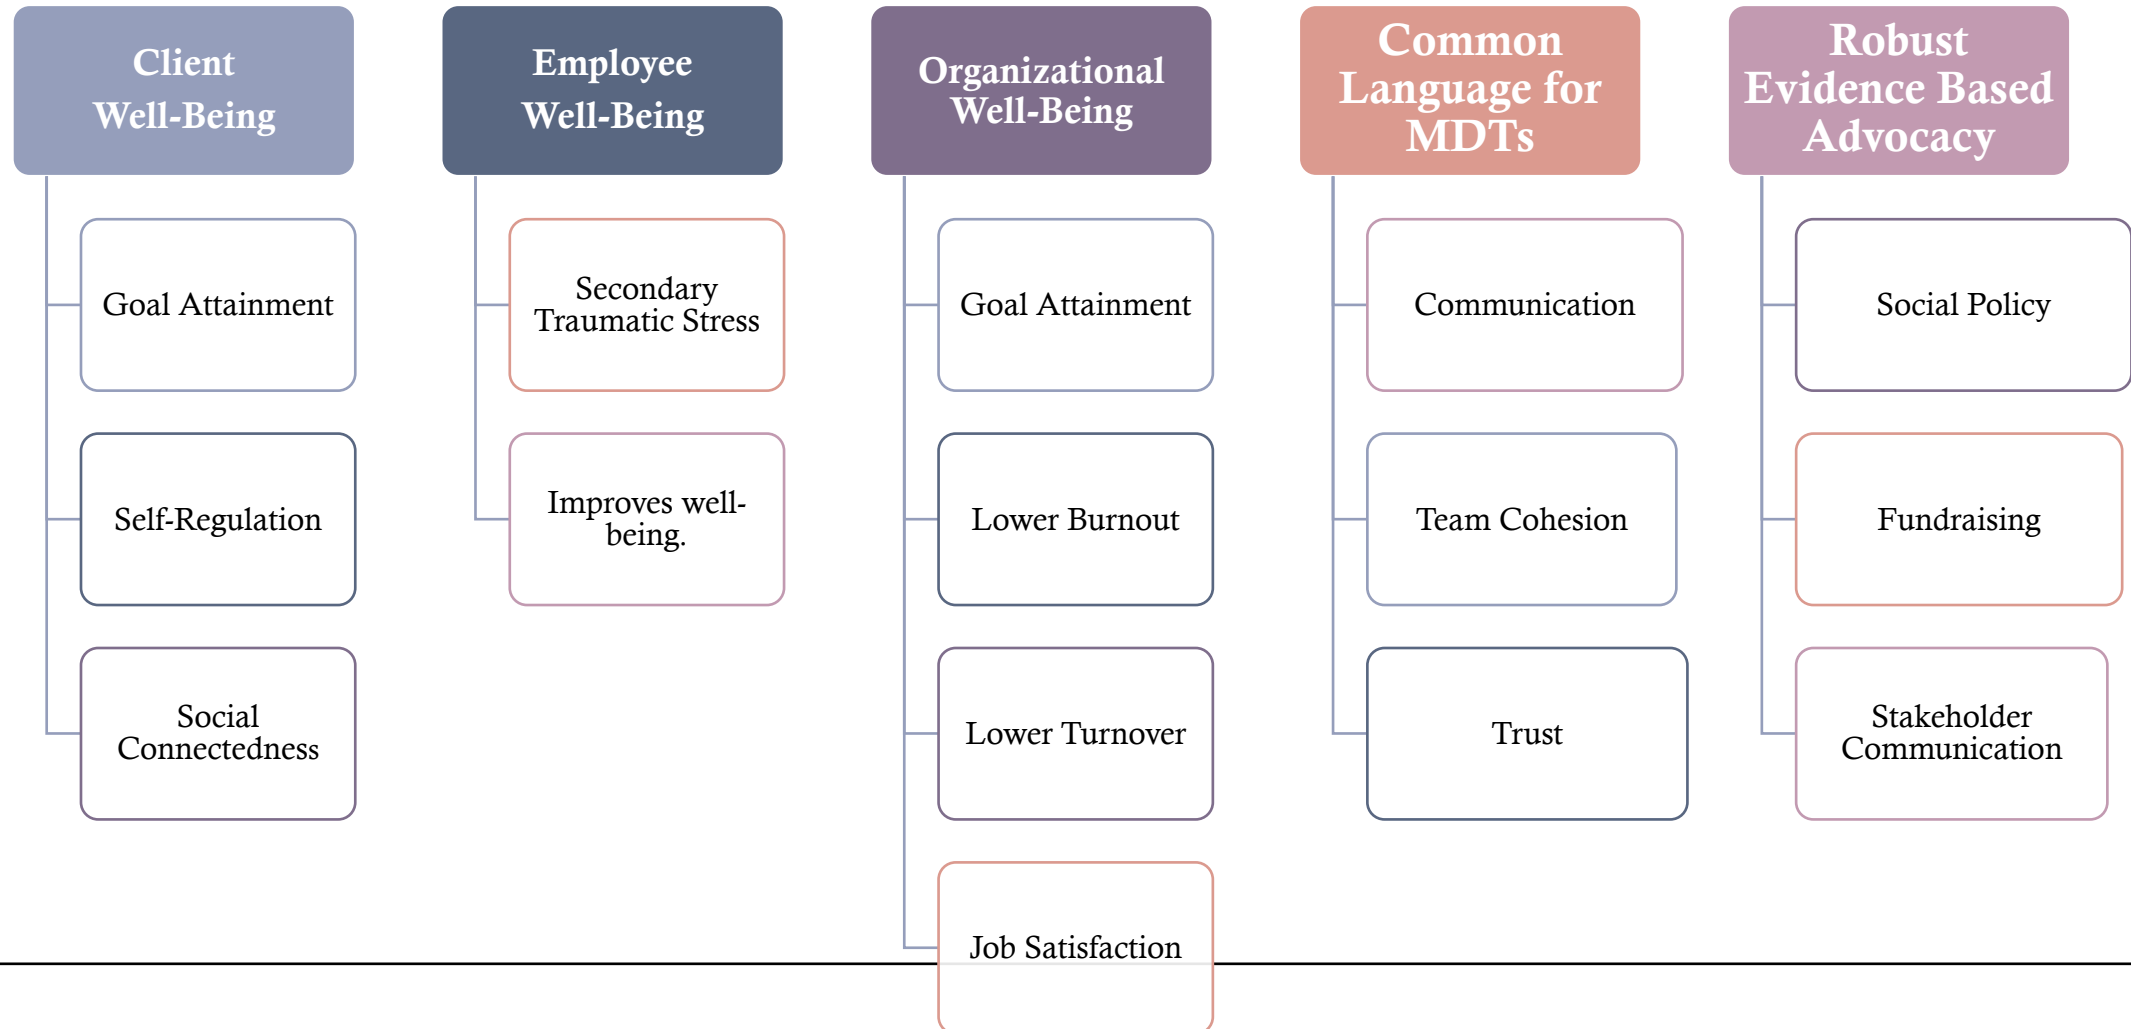 Client
Well-Being
Goal Attainment
Self-Regulation
Social
Connectedness
Employee
Well-Being
Secondary
Traumatic Stress
Improves well-
being.
Organizational
Well-Being
Goal Attainment
Lower Burnout
Lower Turnover
Job Satisfaction
Common
Language for
MDTs
Communication
Team Cohesion
Trust
Robust
Evidence Based
Advocacy
Social Policy
Fundraising
Stakeholder
Communication